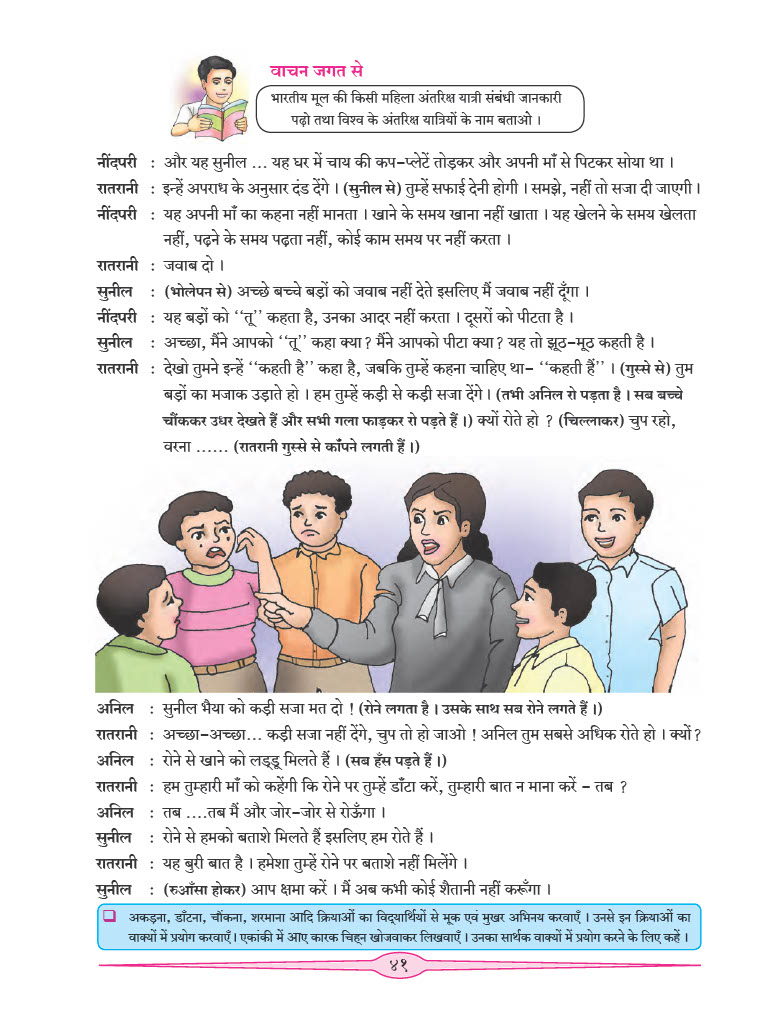 वाचन जगत से
भारतीय मूल की किसी महिला अंतरिक्ष यात्री संबंधी जानकारी
पढ़ो तथा विश्व के अंतरिक्ष यात्रियों के नाम बताओ ।
नींदपरी : और यह सुनील ... यह घर में चाय की कप-प्लेटें तोड़कर और अपनी माँ से पिटकर सोया था ।
रातरानी : इन्हें अपराध के अनुसार दंड देंगे । (सुनील से) तुम्हें सफाई देनी होगी । समझे, नहीं तो सजा दी जाएगी ।
नींदपरी : यह अपनी माँ का कहना नहीं मानता । खाने के समय खाना नहीं खाता । यह खेलने के समय खेलता
नहीं, पढ़ने के समय पढ़ता नहीं, कोई काम समय पर नहीं करता ।
रातरानी : जवाब दो ।
सुनील : (भोलेपन से) अच्छे बच्चे बड़ों को जवाब नहीं देते इसलिए मैं जवाब नहीं दूँगा ।
नींदपरी : यह बड़ों को ‘‘तू’’ कहता है, उनका आदर नहीं करता । दूसरों को पीटता है ।
सुनील : अच्छा, मैंने आपको ‘‘तू’’ कहा क्या ? मैंने आपको पीटा क्या ? यह तो झूठ-मूठ कहती है ।
रातरानी : देखो तुमने इन्हें ‘‘कहती है’’ कहा है, जबकि तुम्हें कहना चाहिए था- ‘‘कहती हैं’’ । (गुस्से से) तुम
बड़ों का मजाक उड़ाते हो । हम तुम्हें कड़ी से कड़ी सजा देंगे । (तभी अनिल रो पड़ता है । सब बच्चे
चौंककर उधर देखते हैं और सभी गला फाड़कर रो पड़ते हैं ।) क्यों रोते हो ? (चिल्लाकर) चुप रहो,
वरना ...... (रातरानी गुस्से से काँपने लगती हैं ।)
अनिल : सुनील भैया को कड़ी सजा मत दो ! (रोने लगता है । उसके साथ सब रोने लगते हैं ।)
रातरानी : अच्छा-अच्छा... कड़ी सजा नहीं देंगे, चुप तो हो जाओ ! अनिल तुम सबसे अधिक रोते हो । क्यों?
अनिल : रोने से खाने को लड्डू मिलते हैं । (सब हँस पड़ते हैं ।)
रातरानी : हम तुम्हारी माँ को कहेंगी कि रोने पर तुम्हें डाँटा करें, तुम्हारी बात न माना करें - तब ?
अनिल : तब ....तब मैं और जोर-जोर से रोऊँगा ।
सुनील : रोने से हमको बताशे मिलते हैं इसलिए हम रोते हैं ।
रातरानी : यह बुरी बात है । हमेशा तुम्हें रोने पर बताशे नहीं मिलेंगे ।
सुनील : (रुआँसा होकर) आप क्षमा करें । मैं अब कभी कोई शैतानी नहीं करूँगा ।
❑ अकड़ना, डाँटना, चौंकना, शरमाना आदि क्रियाओं का विद्यार्थियों से मूक एवं मुखर अभिनय करवाएँ । उनसे इन क्रियाओं का
वाक्यों में प्रयोग करवाएँ। एकांकी में आए कारक चिह्न खोजवाकर लिखवाएँ । उनका सार्थक वाक्यों में प्रयोग करने के लिए कहें ।
४१